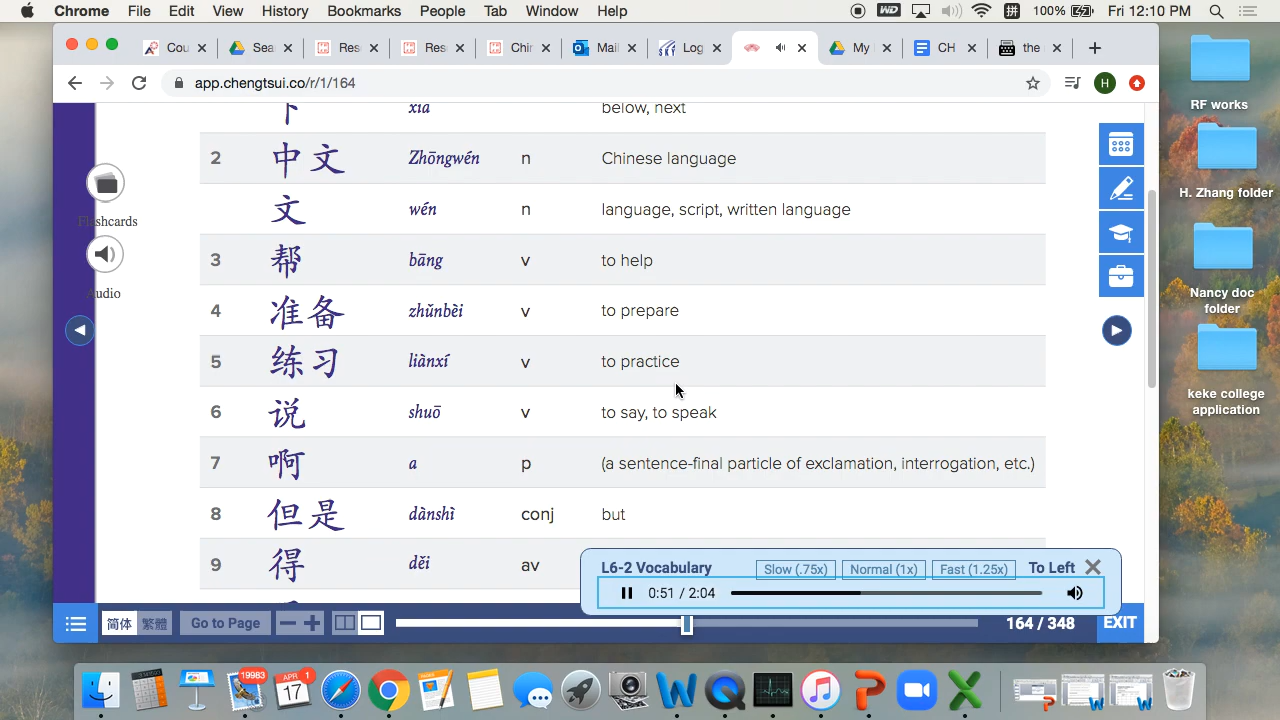 Chrome File Edit View History Bookmarks People Tab Window Help WD 拼 100% Fri 12:10 PM
Cou Sea Res Res Chir Mail Log My CH the
app.chengtsui.co/r/1/164 H
RF works
H. Zhang folder
Nancy doc
folder
keke college
application
Flashcards
Audio
下 xià below, next
2 中文 Zhōngwén n Chinese language
文 wén n language, script, written language
3 帮 bāng v to help
4 准备 zhǔnbèi v to prepare
5 练习 liànxí v to practice
6 说 shuō v to say, to speak
7 啊 a p (a sentence-final particle of exclamation, interrogation, etc.)
8 但是 dànshì conj but
9 得 děi av
L6-2 Vocabulary Slow (.75x) Normal (1x) Fast (1.25x) To Left
0:51 / 2:04
简体 繁體 Go to Page 164 / 348 EXIT
19983
APR 1
17